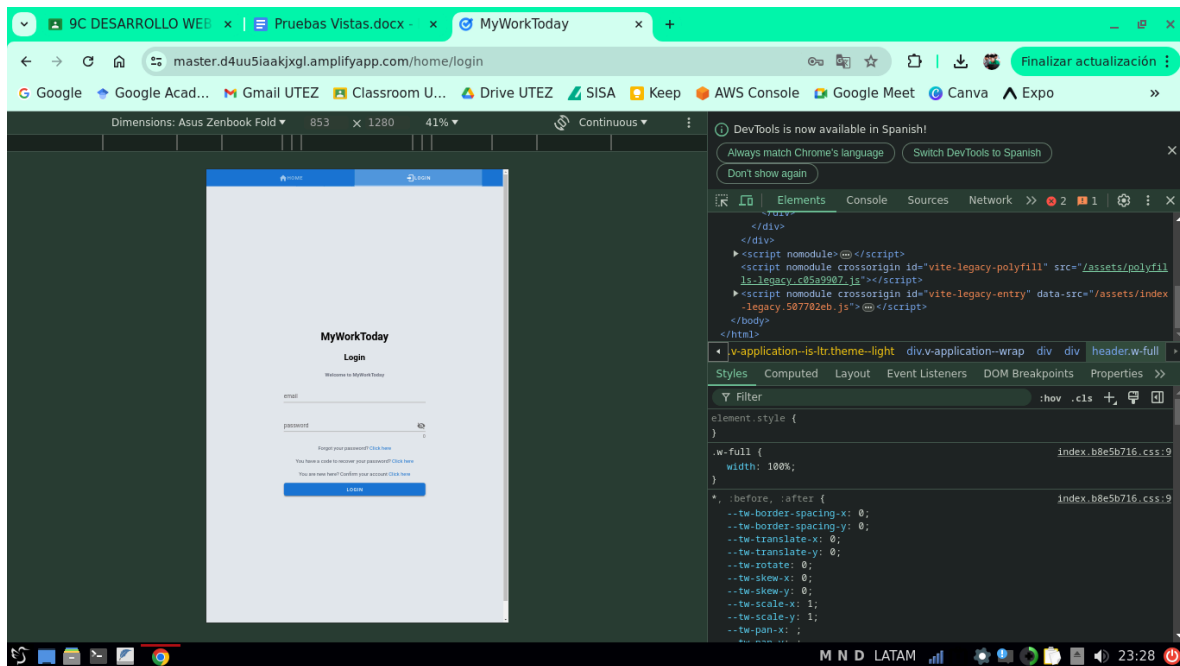 9C DESARROLLO WEB
Pruebas Vistas.docx -
MyWorkToday
master.d4uu5iaakjxgl.amplifyapp.com/home/login
Finalizar actualización
Google
Google Acad...
Gmail UTEZ
Classroom U...
Drive UTEZ
SISA
Keep
AWS Console
Google Meet
Canva
Expo
»
Dimensions: Asus Zenbook Fold ▾ 853 × 1280 41% ▾ Continuous ▾
HOME
LOGIN
MyWorkToday
Login
Welcome to MyWorkToday
email
password
0
Forgot your password? Click here
You have a code to recover your password? Click here
You are new here? Confirm your account Click here
LOGIN
DevTools is now available in Spanish!
Always match Chrome's language
Switch DevTools to Spanish
Don't show again
Elements Console Sources Network » 2 1
</div>
</div>
</div>
<script nomodule> … </script>
<script nomodule crossorigin id="vite-legacy-polyfill" src="/assets/polyfil
ls-legacy.c05a9907.js"></script>
<script nomodule crossorigin id="vite-legacy-entry" data-src="/assets/index
-legacy.507702eb.js"> … </script>
</body>
</html>
.v-application--is-ltr.theme--light div.v-application--wrap div div header.w-full
Styles Computed Layout Event Listeners DOM Breakpoints Properties »
Filter :hov .cls
element.style {
}
.w-full { index.b8e5b716.css:9
width: 100%;
}
*, :before, :after { index.b8e5b716.css:9
--tw-border-spacing-x: 0;
--tw-border-spacing-y: 0;
--tw-translate-x: 0;
--tw-translate-y: 0;
--tw-rotate: 0;
--tw-skew-x: 0;
--tw-skew-y: 0;
--tw-scale-x: 1;
--tw-scale-y: 1;
--tw-pan-x: ;
M N D LATAM 23:28